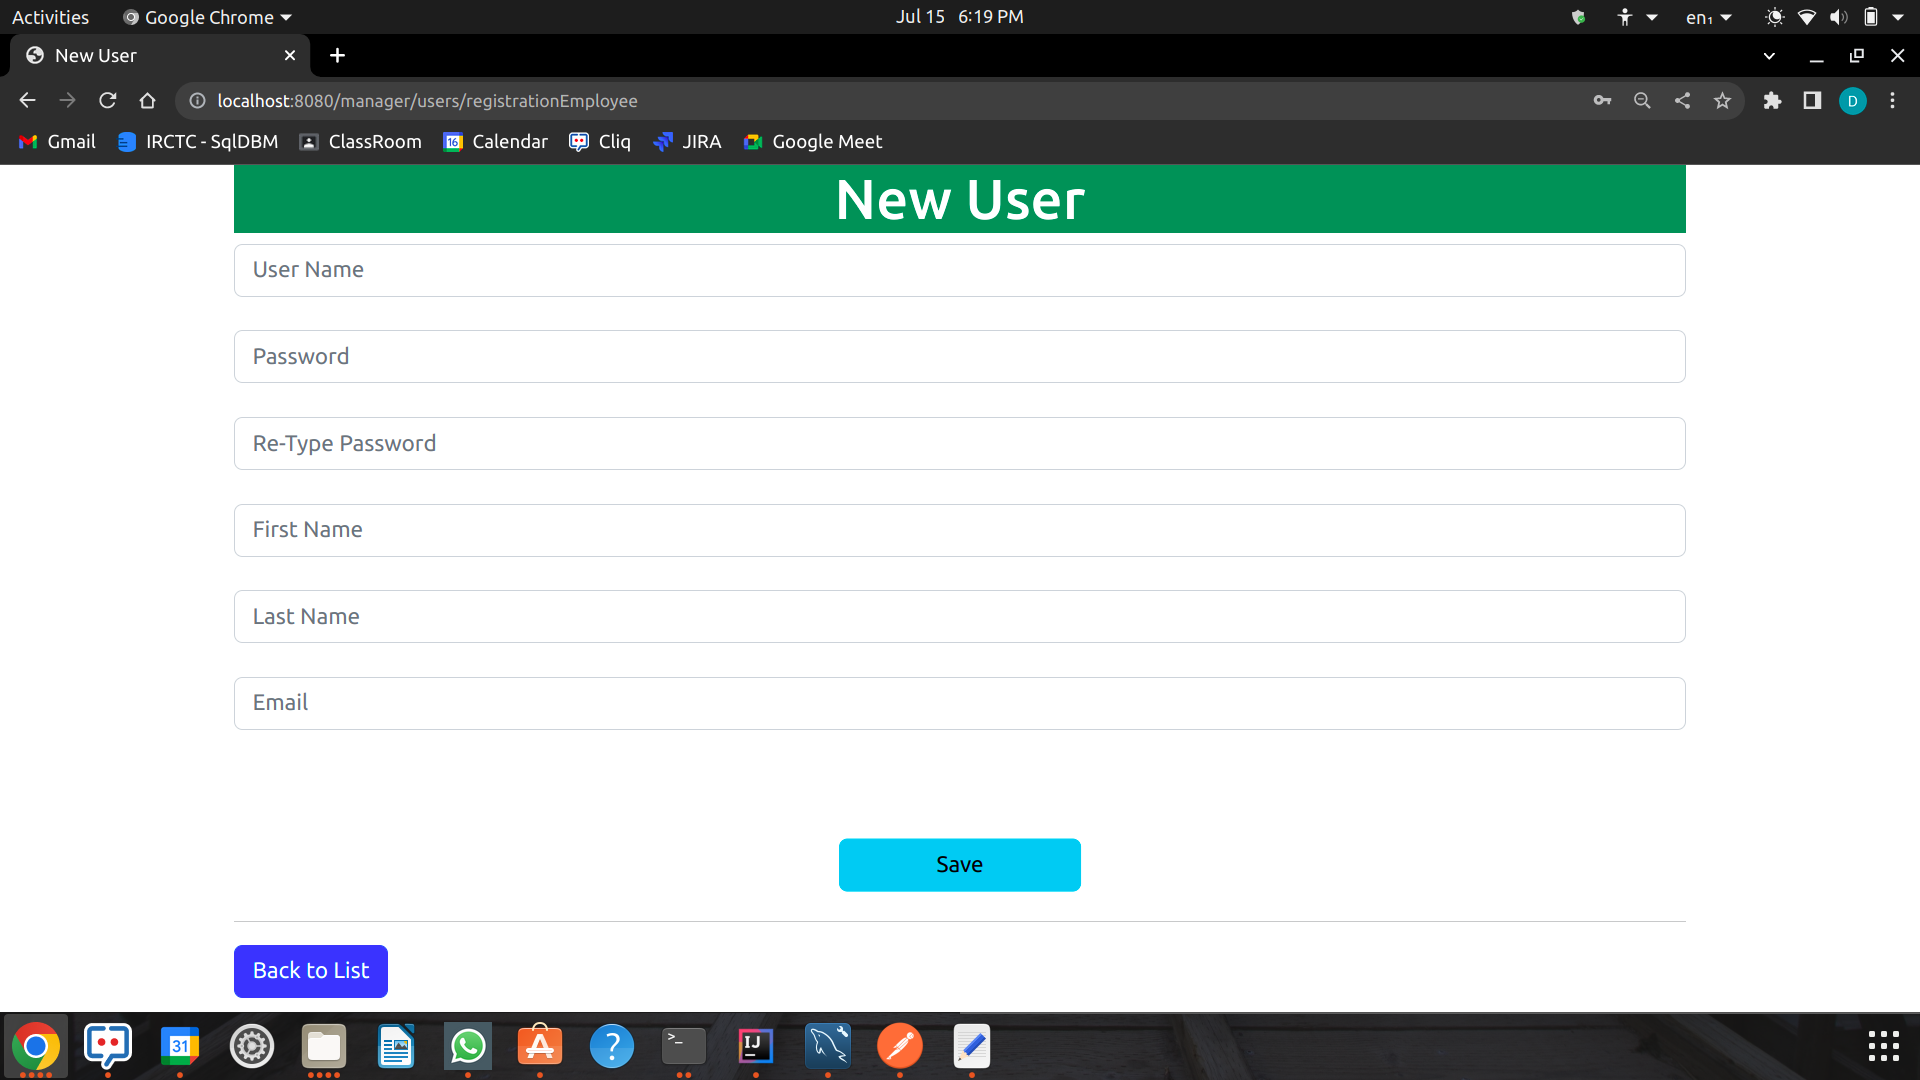 Activities Google Chrome Jul 15 6:19 PM en₁
New User
localhost:8080/manager/users/registrationEmployee D
Gmail IRCTC - SqlDBM ClassRoom 16 Calendar Cliq JIRA Google Meet
New User
User Name
Password
Re-Type Password
First Name
Last Name
Email
Save
Back to List
31 A ? >_ IJ